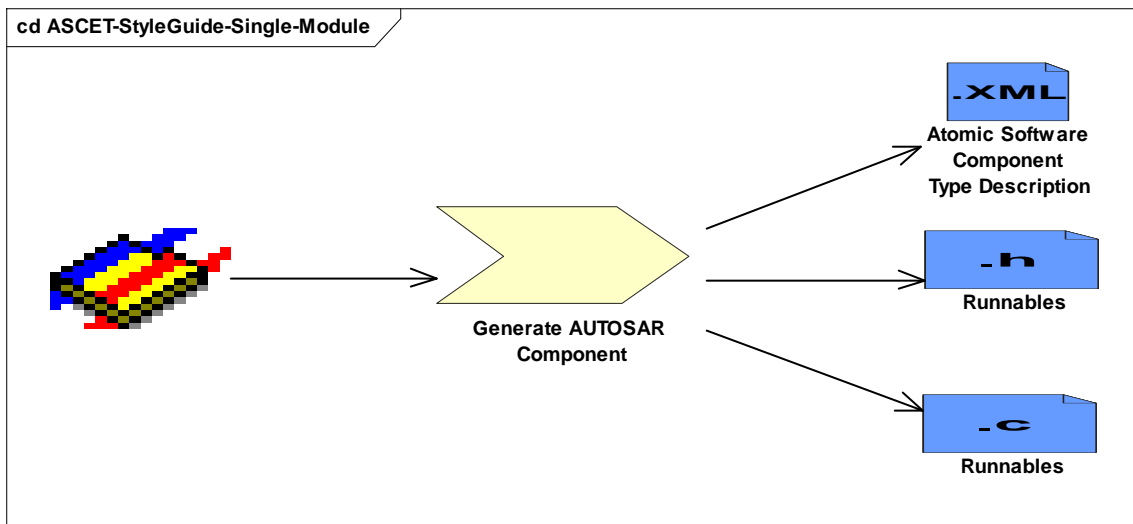 cd ASCET-StyleGuide-Single-Module
.XML
Atomic Software
Component
Type Description
.h
Runnables
Generate AUTOSAR
Component
.c
Runnables